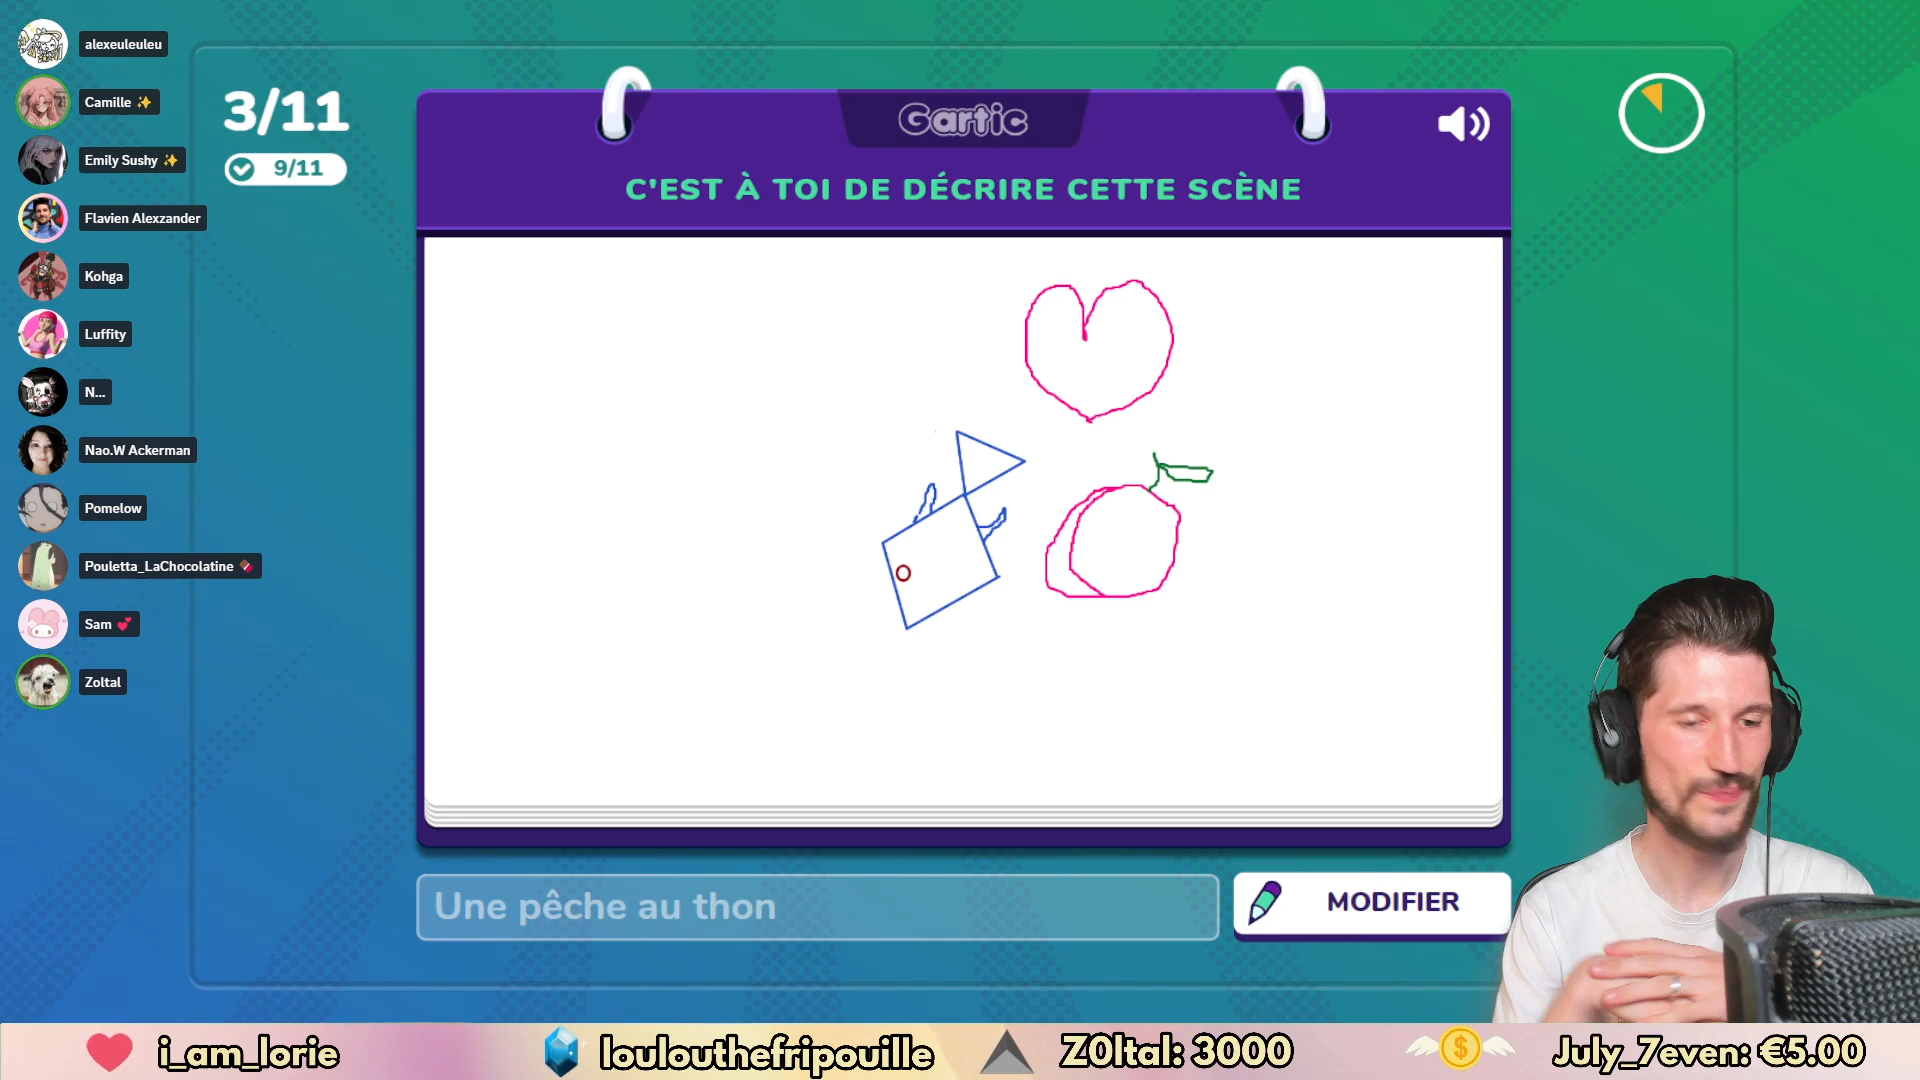 alexeuleuleu
Camille
Emily Sushy
Flavien Alexzander
Kohga
Luffity
N...
Nao.W Ackerman
Pomelow
Pouletta_LaChocolatine
Sam
Zoltal
3/11
9/11
Gartic
C'EST À TOI DE DÉCRIRE CETTE SCÈNE
Une pêche au thon
MODIFIER
i_am_lorie
loulouthefripouille
Z0ltal: 3000
July_7even: €5.00